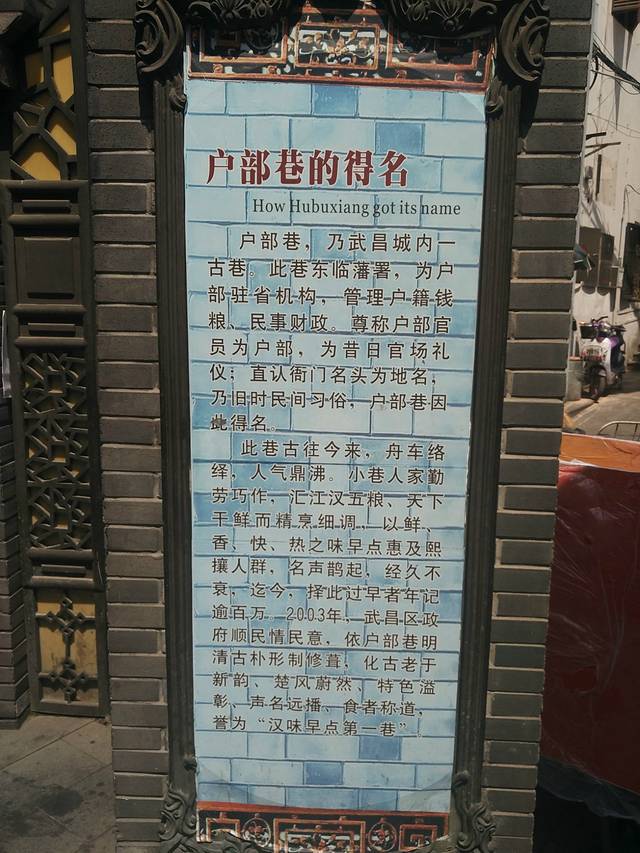 户部巷的得名
How Hubuxiang got its name
户部巷，乃武昌城内一
古巷。此巷东临藩署，为户
部驻省机构，管理户籍钱
粮、民事财政。尊称户部官
员为户部，为昔日官场礼
仪；直认衙门名头为地名，
乃旧时民间习俗，户部巷因
此得名。
此巷古往今来，舟车络
绎，人气鼎沸。小巷人家勤
劳巧作，汇江汉五粮、天下
干鲜而精烹细调，以鲜、
香、快、热之味早点惠及熙
攘人群，名声鹊起，经久不
衰，迄今，择此过早者年记
逾百万。2003年，武昌区政
府顺民情民意，依户部巷明
清古朴形制修葺，化古老于
新韵、楚风蔚然、特色溢
彰、声名远播、食者称道，
誉为“汉味早点第一巷”。